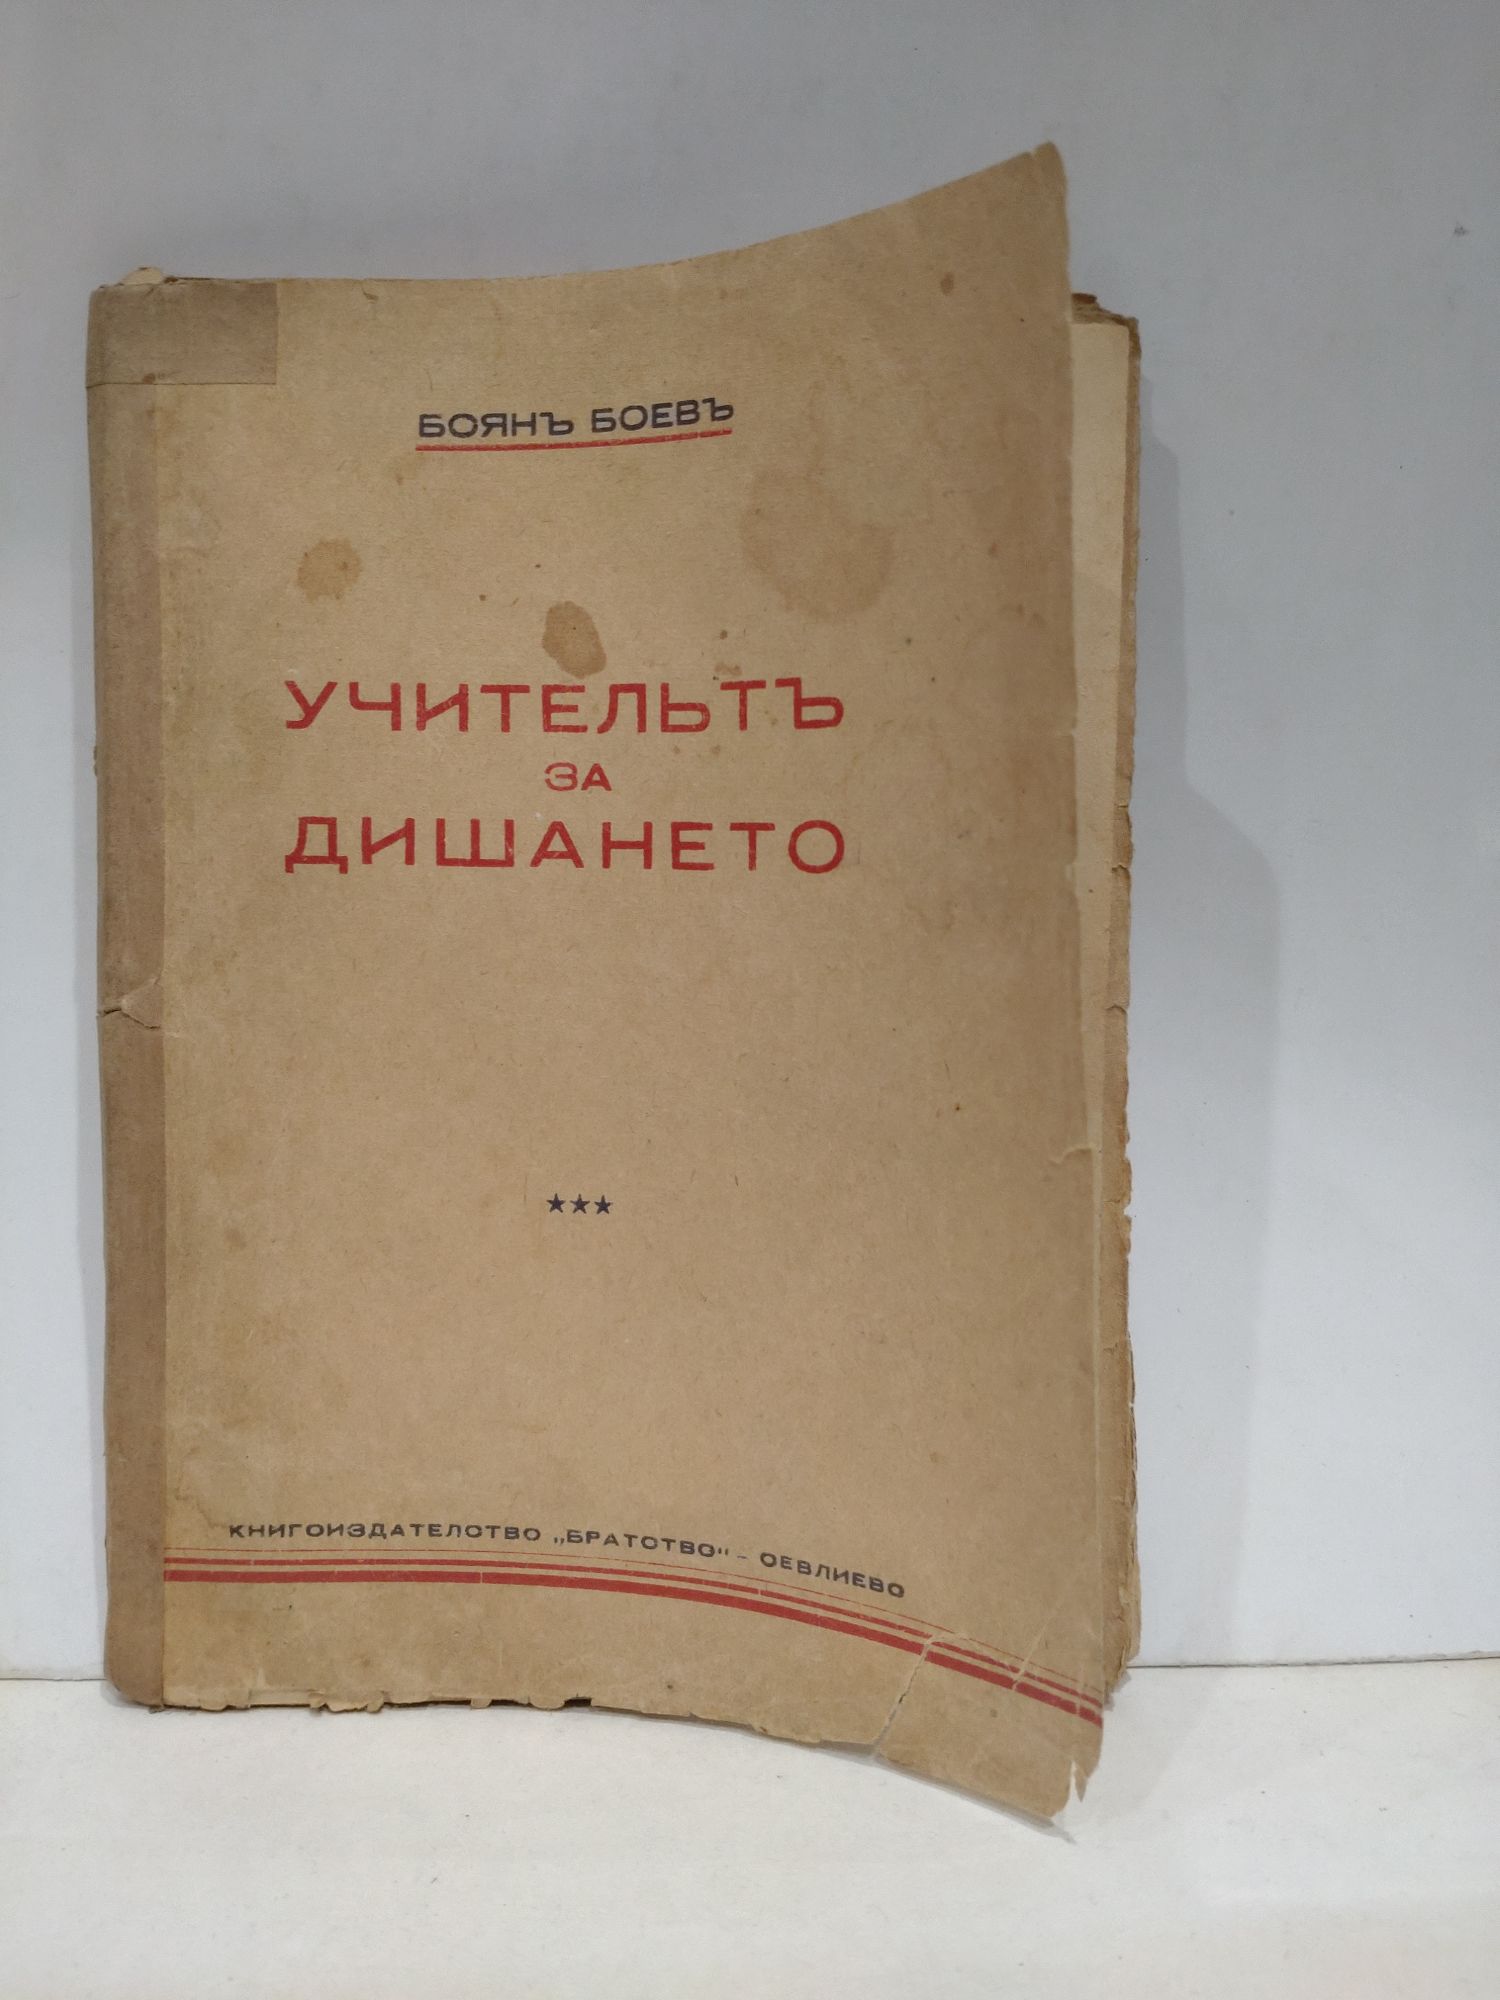 БОЯНЪ БОЕВЪ
УЧИТЕЛЬТЪ
ЗА
ДИШАНЕТО
★★★
КНИГОИЗДАТЕЛСТВО „БРАТСТВО" - СЕВЛИЕВО